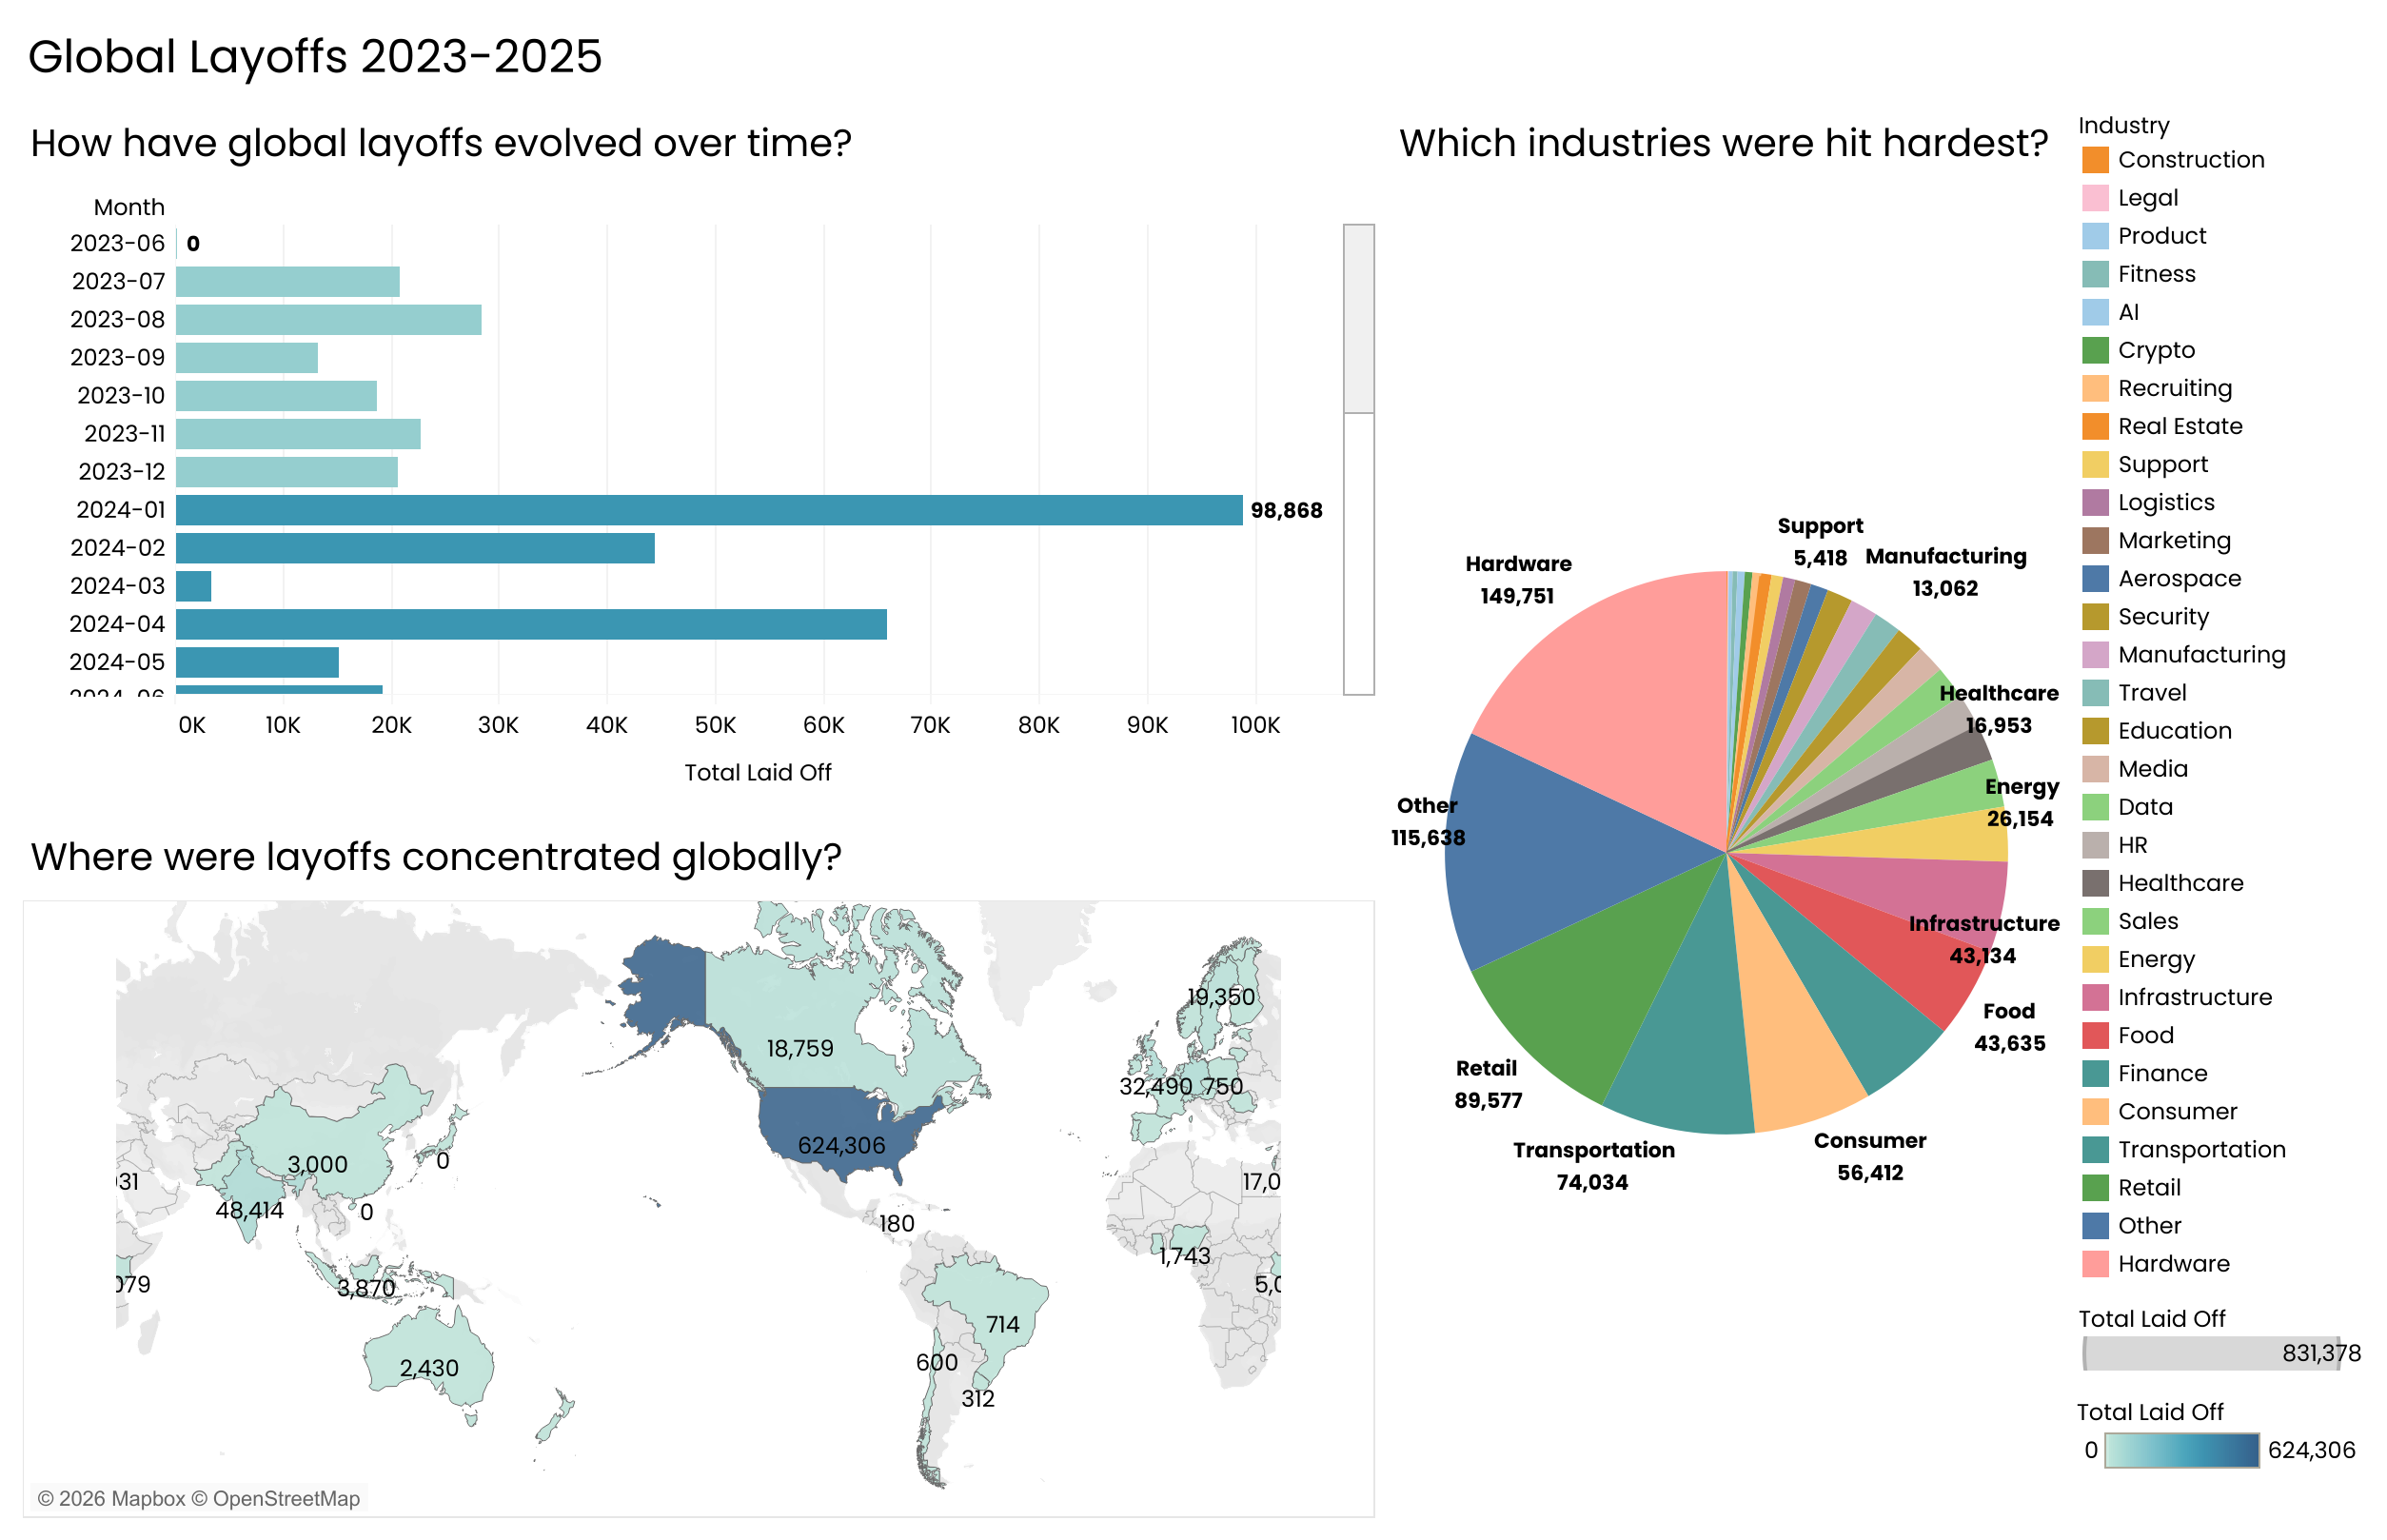 Global Layoffs 2023-2025
How have global layoffs evolved over time?
Month
2023-06
0
2023-07
2023-08
2023-09
2023-10
2023-11
2023-12
2024-01
98,868
2024-02
2024-03
2024-04
2024-05
2024-06
0K 10K 20K 30K 40K 50K 60K 70K 80K 90K 100K
Total Laid Off
Where were layoffs concentrated globally?
19,350
18,759
32,490 750
624,306
3,000
0
031
17,0
48,414
0
180
1,743
079
3,870
5,0
714
2,430
600
312
© 2026 Mapbox © OpenStreetMap
Which industries were hit hardest?
Support
5,418
Manufacturing
13,062
Hardware
149,751
Healthcare
16,953
Energy
26,154
Other
115,638
Infrastructure
43,134
Food
43,635
Retail
89,577
Transportation
74,034
Consumer
56,412
Industry
Construction
Legal
Product
Fitness
AI
Crypto
Recruiting
Real Estate
Support
Logistics
Marketing
Aerospace
Security
Manufacturing
Travel
Education
Media
Data
HR
Healthcare
Sales
Energy
Infrastructure
Food
Finance
Consumer
Transportation
Retail
Other
Hardware
Total Laid Off
831,378
Total Laid Off
0 624,306